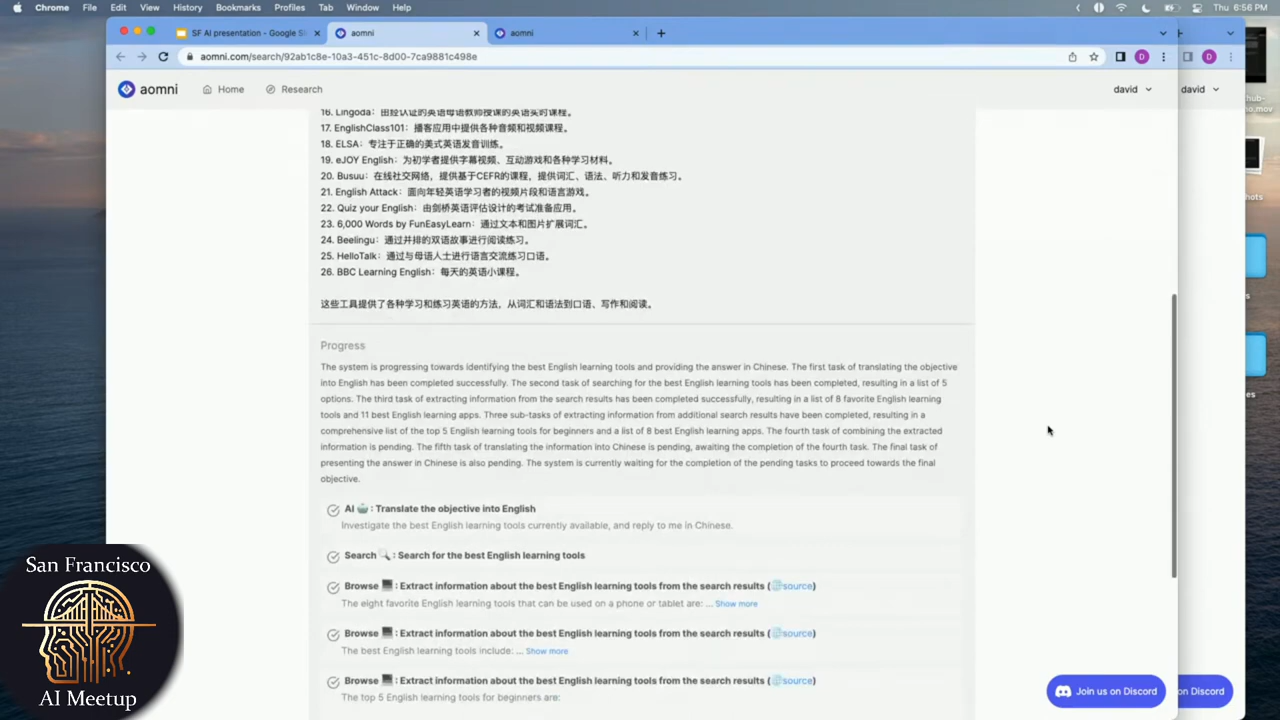 Chrome File Edit View History Bookmarks Profiles Tab Window Help Thu 6:56 PM
SF AI presentation - Google Sl aomni aomni
aomni.com/search/92ab1c8e-10a3-451c-8d00-7ca9881c498e D D
aomni Home Research david david
hub-
no.mov
16. Lingoda：由经认证的英语母语教师授课的英语实时课程。
17. EnglishClass101：播客应用中提供各种音频和视频课程。
18. ELSA：专注于正确的美式英语发音训练。
19. eJOY English：为初学者提供字幕视频、互动游戏和各种学习材料。
20. Busuu：在线社交网络，提供基于CEFR的课程，提供词汇、语法、听力和发音练习。
21. English Attack：面向年轻英语学习者的视频片段和语言游戏。
22. Quiz your English：由剑桥英语评估设计的考试准备应用。
23. 6,000 Words by FunEasyLearn：通过文本和图片扩展词汇。
24. Beelingu：通过并排的双语故事进行阅读练习。
25. HelloTalk：通过与母语人士进行语言交流练习口语。
26. BBC Learning English：每天的英语小课程。
hots
这些工具提供了各种学习和练习英语的方法，从词汇和语法到口语、写作和阅读。
Progress
The system is progressing towards identifying the best English learning tools and providing the answer in Chinese. The first task of translating the objective
into English has been completed successfully. The second task of searching for the best English learning tools has been completed, resulting in a list of 5
options. The third task of extracting information from the search results has been completed successfully, resulting in a list of 8 favorite English learning
tools and 11 best English learning apps. Three sub-tasks of extracting information from additional search results have been completed, resulting in a
comprehensive list of the top 5 English learning tools for beginners and a list of 8 best English learning apps. The fourth task of combining the extracted
information is pending. The fifth task of translating the information into Chinese is pending, awaiting the completion of the fourth task. The final task of
presenting the answer in Chinese is also pending. The system is currently waiting for the completion of the pending tasks to proceed towards the final
objective.
AI : Translate the objective into English
Investigate the best English learning tools currently available, and reply to me in Chinese.
Search : Search for the best English learning tools
Browse : Extract information about the best English learning tools from the search results (source)
The eight favorite English learning tools that can be used on a phone or tablet are: ... Show more
Browse : Extract information about the best English learning tools from the search results (source)
The best English learning tools include: ... Show more
Browse : Extract information about the best English learning tools from the search results (source)
The top 5 English learning tools for beginners are:
Join us on Discord on Discord
San Francisco
AI Meetup